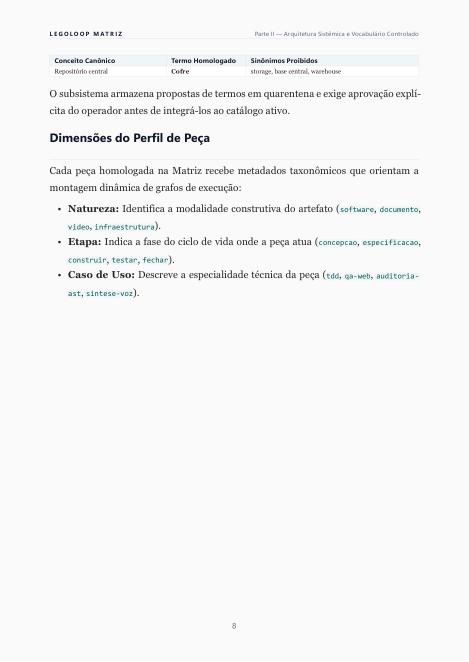 LEGOLOOP MATRIZ
Parte II — Arquitetura Sistêmica e Vocabulário Controlado
Conceito Canônico Termo Homologado Sinônimos Proibidos
Repositório central Cofre storage, base central, warehouse
O subsistema armazena propostas de termos em quarentena e exige aprovação explí-
cita do operador antes de integrá-los ao catálogo ativo.
Dimensões do Perfil de Peça
Cada peça homologada na Matriz recebe metadados taxonômicos que orientam a
montagem dinâmica de grafos de execução:
• Natureza: Identifica a modalidade construtiva do artefato (software, documento,
video, infraestrutura).
• Etapa: Indica a fase do ciclo de vida onde a peça atua (concepcao, especificacao,
construir, testar, fechar).
• Caso de Uso: Descreve a especialidade técnica da peça (tdd, qa-web, auditoria-
ast, sintese-voz).
8